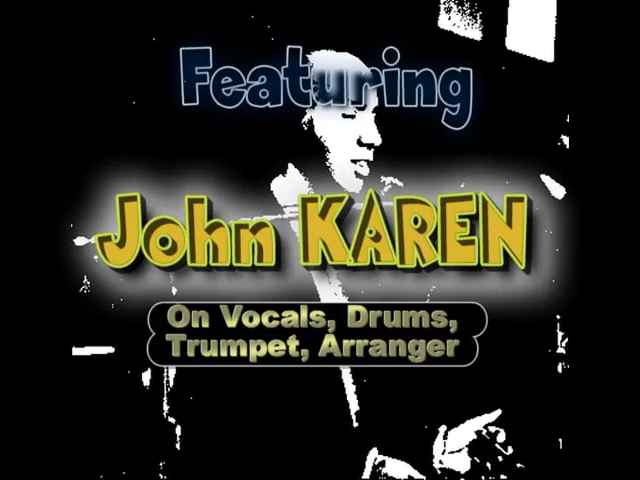 Featuring
John KAREN
On Vocals, Drums,
Trumpet, Arranger